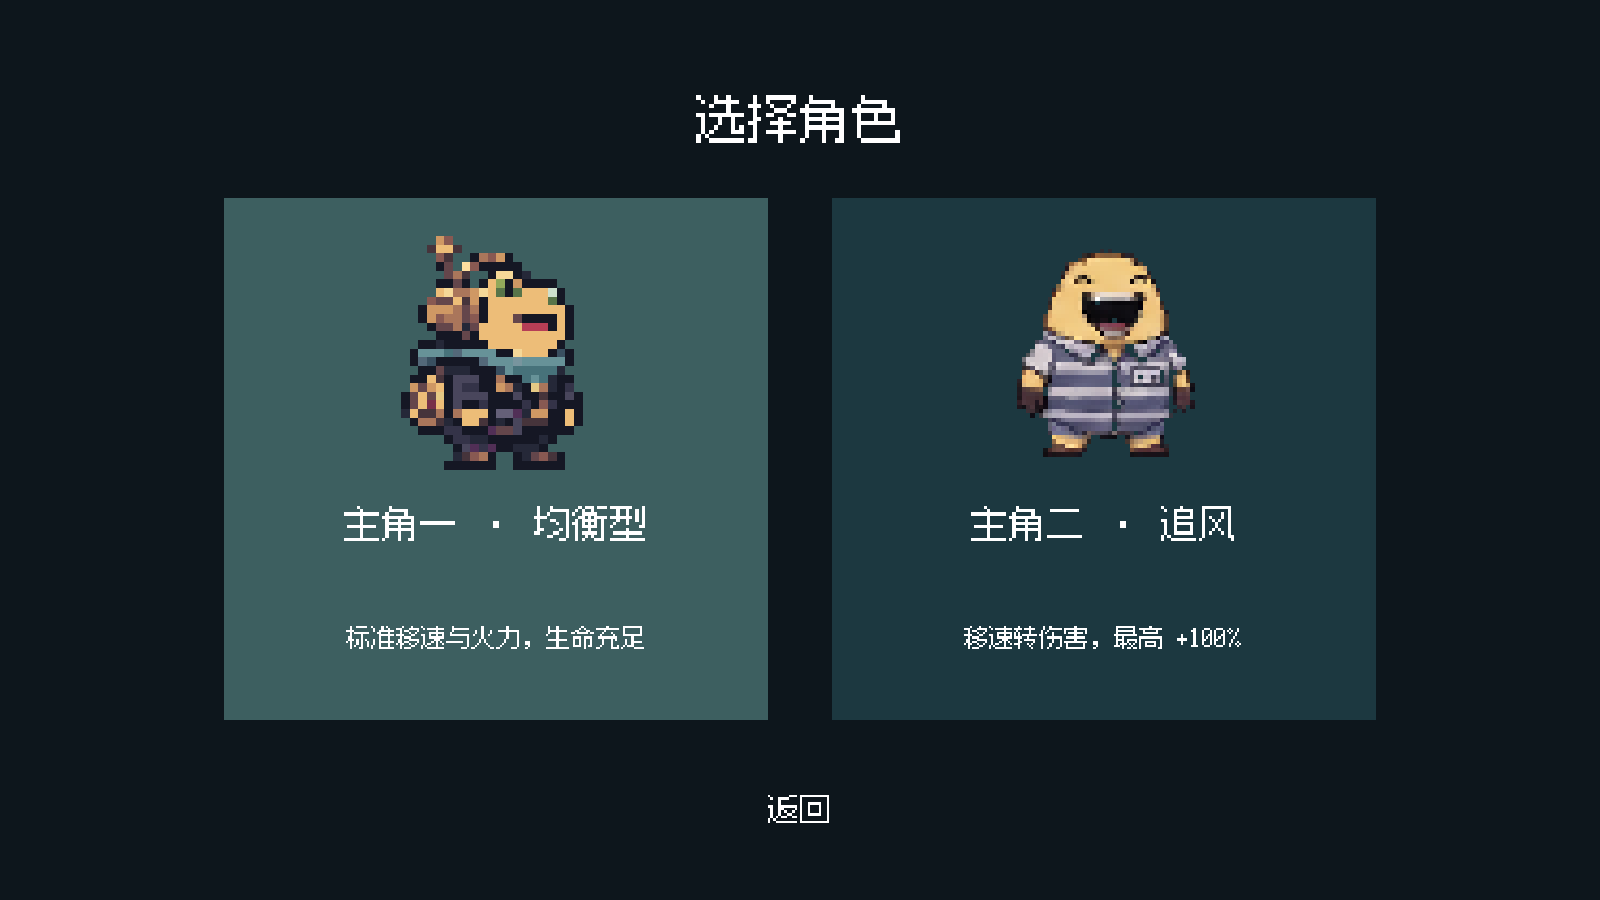 选择角色
主角一 · 均衡型
标准移速与火力，生命充足
主角二 · 追风
移速转伤害，最高 +100%
返回